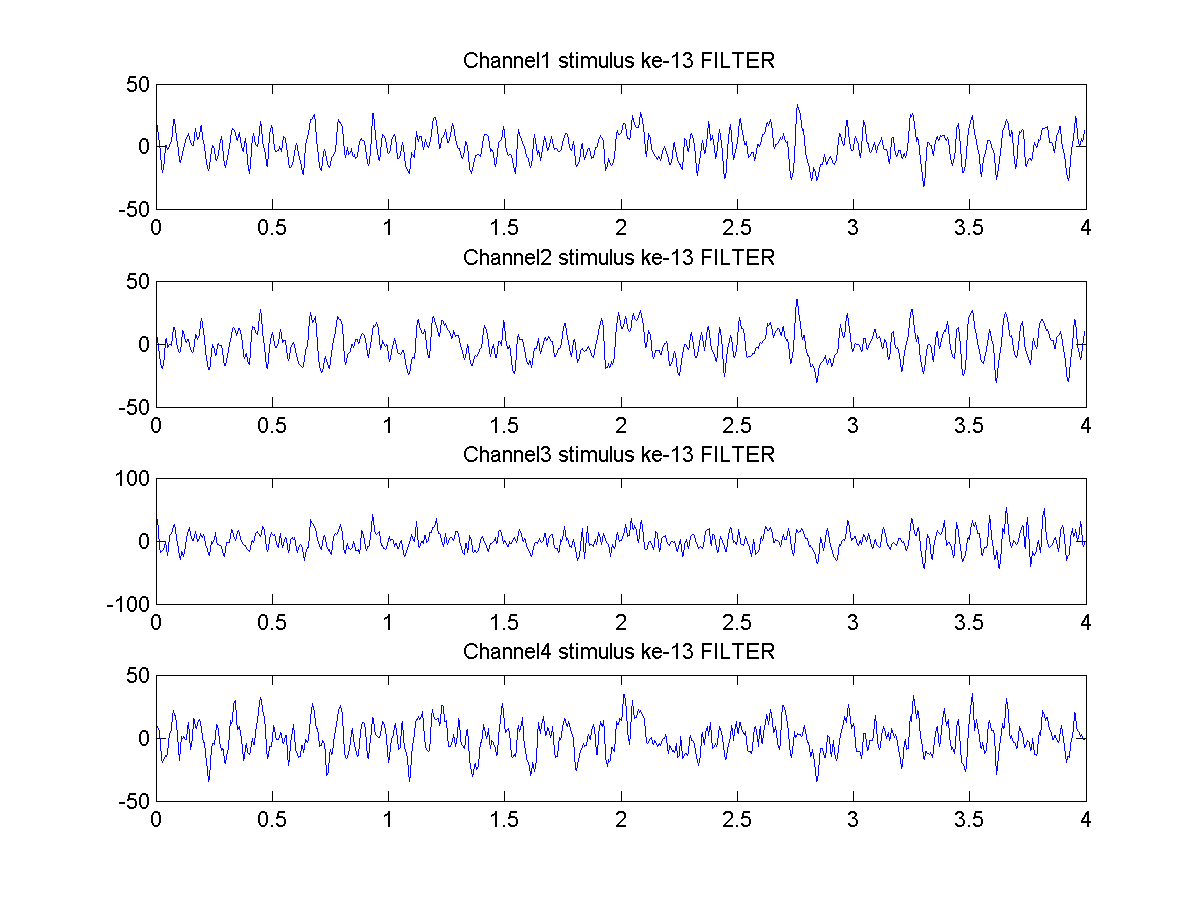 Channel1 stimulus ke-13 FILTER
50
0
-50
0 0.5 1 1.5 2 2.5 3 3.5 4
Channel2 stimulus ke-13 FILTER
50
0
-50
0 0.5 1 1.5 2 2.5 3 3.5 4
Channel3 stimulus ke-13 FILTER
100
0
-100
0 0.5 1 1.5 2 2.5 3 3.5 4
Channel4 stimulus ke-13 FILTER
50
0
-50
0 0.5 1 1.5 2 2.5 3 3.5 4